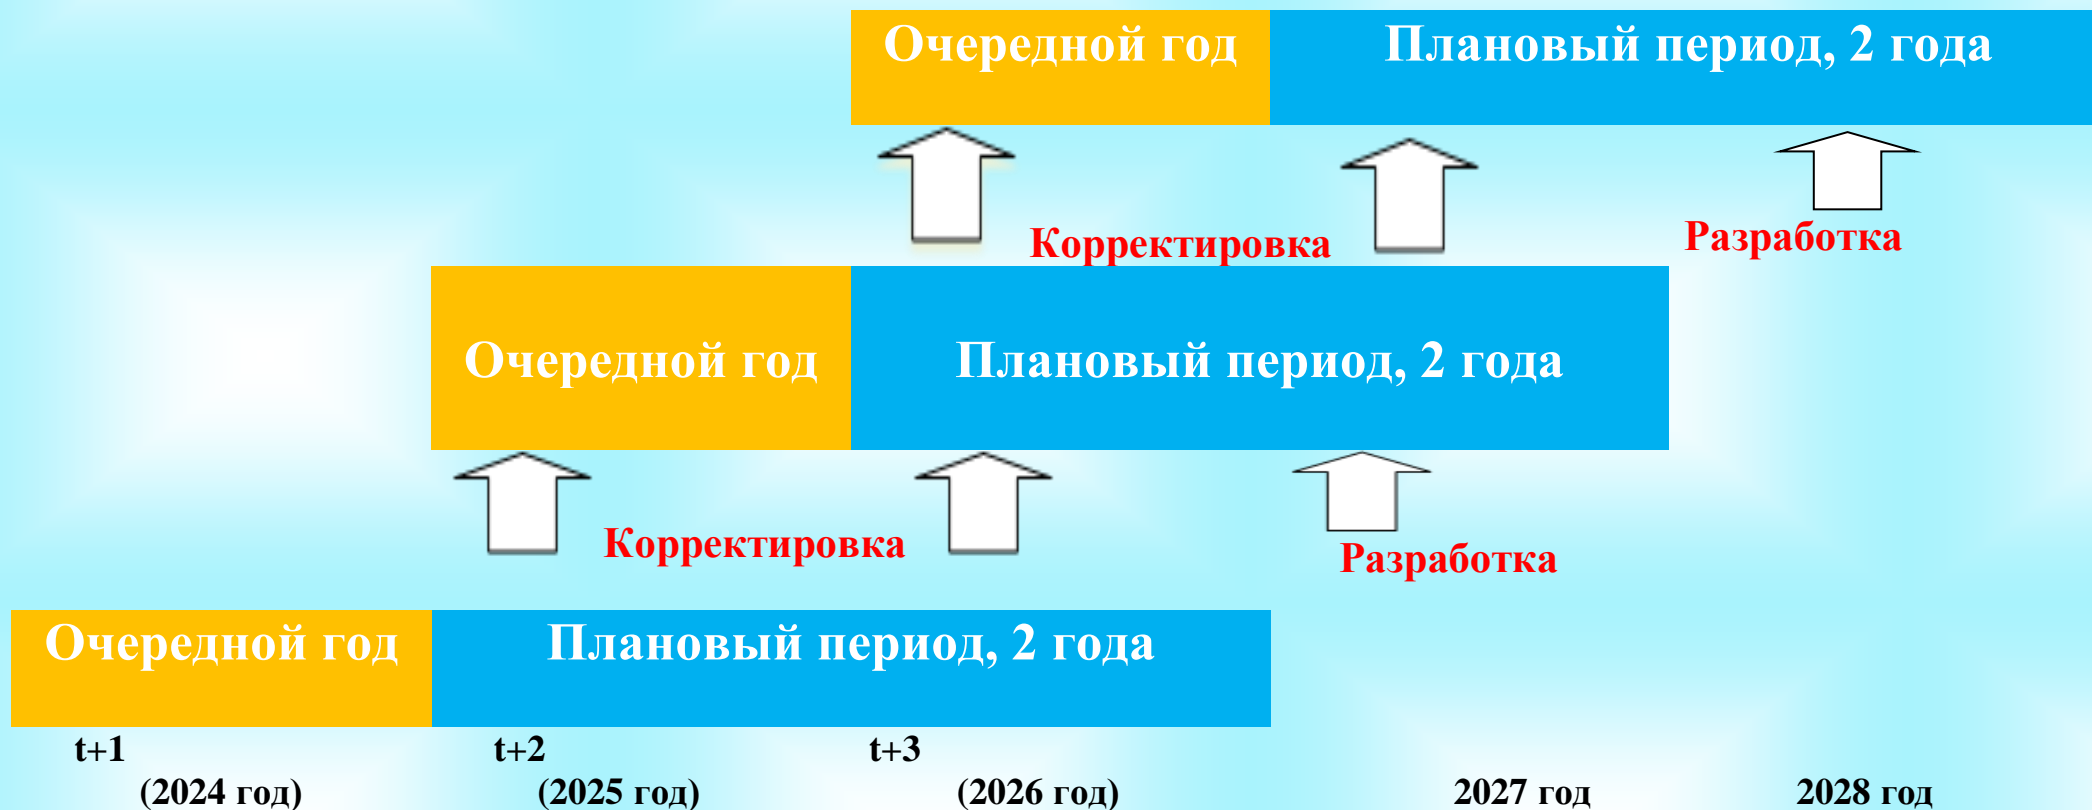 Очередной год Плановый период, 2 года
Корректировка Разработка
Очередной год Плановый период, 2 года
Корректировка Разработка
Очередной год Плановый период, 2 года
t+1 t+2 t+3
(2024 год) (2025 год) (2026 год) 2027 год 2028 год